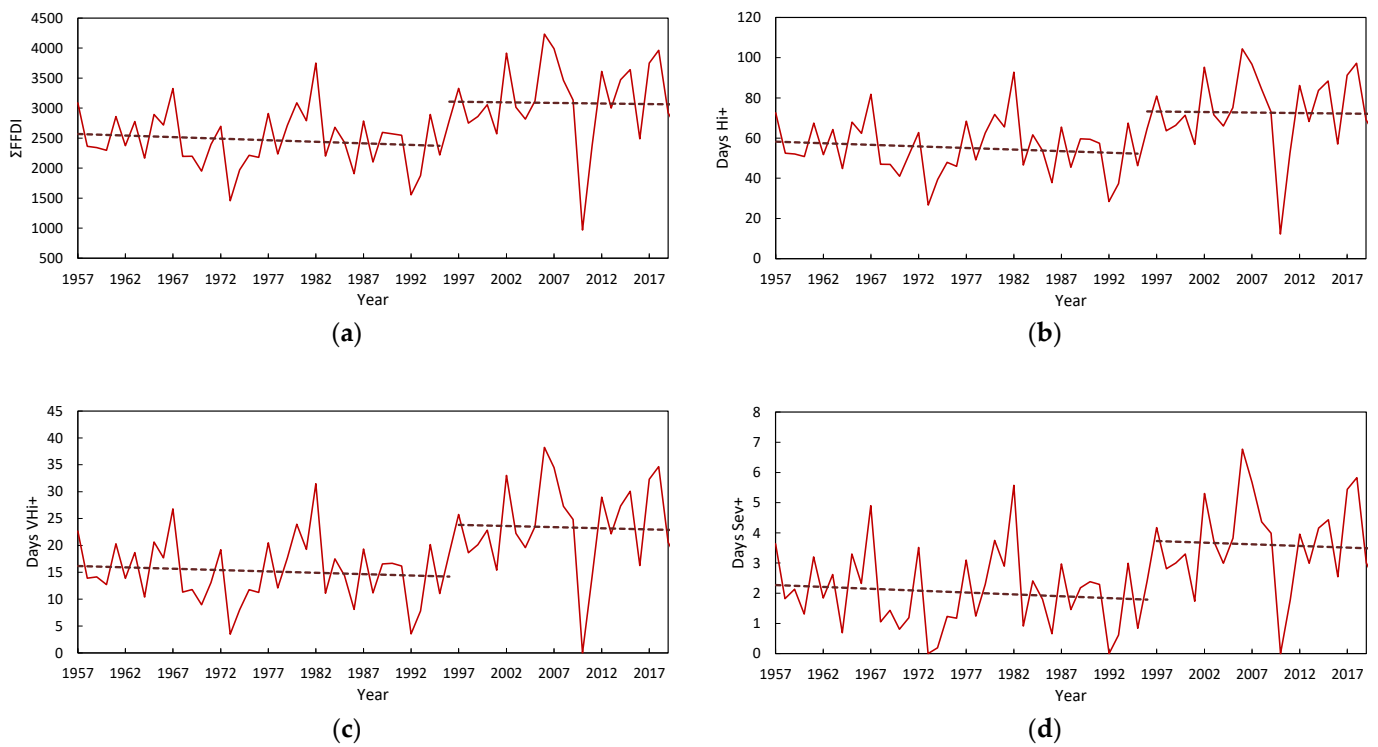 4500
4000
3500
3000
2500
2000
1500
1000
500
ΣFFDI
1957 1962 1967 1972 1977 1982 1987 1992 1997 2002 2007 2012 2017
Year
(a)
120
100
80
60
40
20
0
Days Hi+
1957 1962 1967 1972 1977 1982 1987 1992 1997 2002 2007 2012 2017
Year
(b)
45
40
35
30
25
20
15
10
5
0
Days VHi+
1957 1962 1967 1972 1977 1982 1987 1992 1997 2002 2007 2012 2017
Year
(c)
8
7
6
5
4
3
2
1
0
Days Sev+
1957 1962 1967 1972 1977 1982 1987 1992 1997 2002 2007 2012 2017
Year
(d)